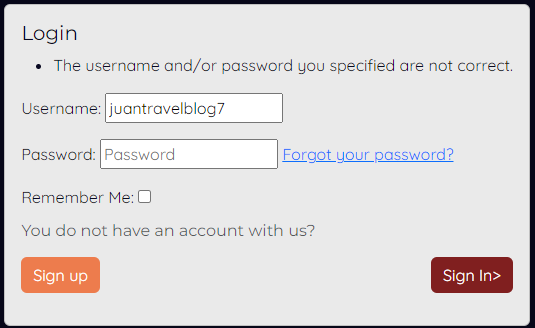 Login
The username and/or password you specified are not correct.
Username: juantravelblog7
Password: Password Forgot your password?
Remember Me:
You do not have an account with us?
Sign up Sign In>